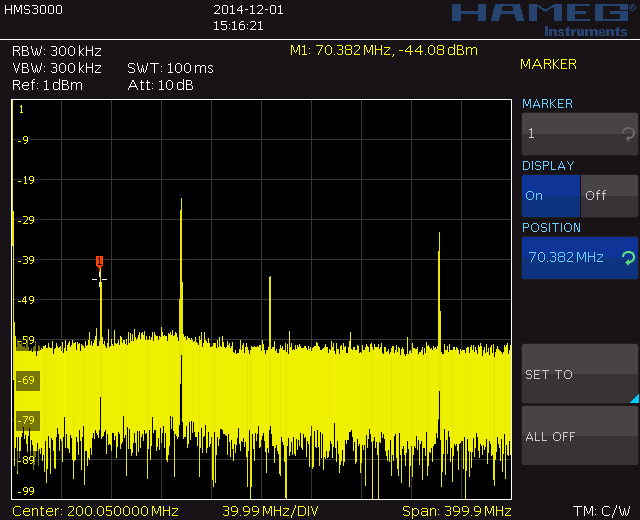 HMS3000
2014-12-01
15:16:21
HAMEG®
Instruments
RBW: 300 kHz
VBW: 300 kHz SWT: 100 ms
Ref: 1 dBm Att: 10 dB
M1: 70.382 MHz, -44.08 dBm
1
-9
-19
-29
-39
-49
-59
-69
-79
-89
-99
1
Center: 200.050000 MHz 39.99 MHz/DIV Span: 399.9 MHz
MARKER
MARKER
1
DISPLAY
On Off
POSITION
70.382 MHz
SET TO
ALL OFF
TM: C/W